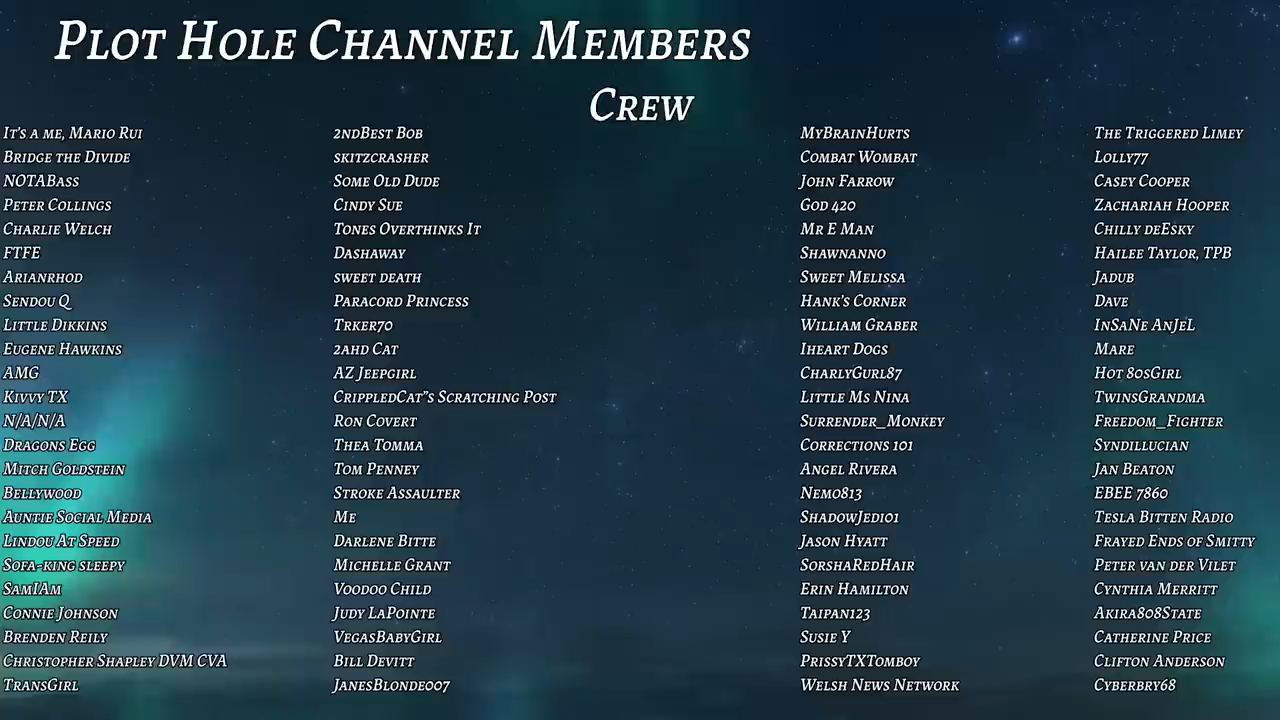 Plot Hole Channel Members
Crew
It's a me, Mario Rui
Bridge the Divide
NOTABass
Peter Collings
Charlie Welch
FTFE
Arianrhod
Sendou Q
Little Dikkins
Eugene Hawkins
AMG
Kivvy TX
N/A/N/A
Dragons Egg
Mitch Goldstein
Bellywood
Auntie Social Media
Lindou At Speed
Sofa-king sleepy
SamIAm
Connie Johnson
Brenden Reily
Christopher Shapley DVM CVA
TransGirl
2ndBest Bob
skitzcrasher
Some Old Dude
Cindy Sue
Tones Overthinks It
Dashaway
sweet death
Paracord Princess
Trker70
2ahd Cat
AZ Jeepgirl
CrippledCat"s Scratching Post
Ron Covert
Thea Tomma
Tom Penney
Stroke Assaulter
Me
Darlene Bitte
Michelle Grant
Voodoo Child
Judy LaPointe
VegasBabyGirl
Bill Devitt
JanesBlonde007
MyBrainHurts
Combat Wombat
John Farrow
God 420
Mr E Man
Shawnanno
Sweet Melissa
Hank's Corner
William Graber
Iheart Dogs
CharlyGurl87
Little Ms Nina
Surrender_Monkey
Corrections 101
Angel Rivera
Nemo813
ShadowJedi01
Jason Hyatt
SorshaRedHair
Erin Hamilton
Taipan123
Susie Y
PrissyTXTomboy
Welsh News Network
The Triggered Limey
Lolly77
Casey Cooper
Zachariah Hooper
Chilly deEsky
Hailee Taylor, TPB
Jadub
Dave
InSaNe AnJeL
Mare
Hot 80sGirl
TwinsGrandma
Freedom_Fighter
Syndillucian
Jan Beaton
EBEE 7860
Tesla Bitten Radio
Frayed Ends of Smitty
Peter van der Vilet
Cynthia Merritt
Akira808State
Catherine Price
Clifton Anderson
Cyberbry68